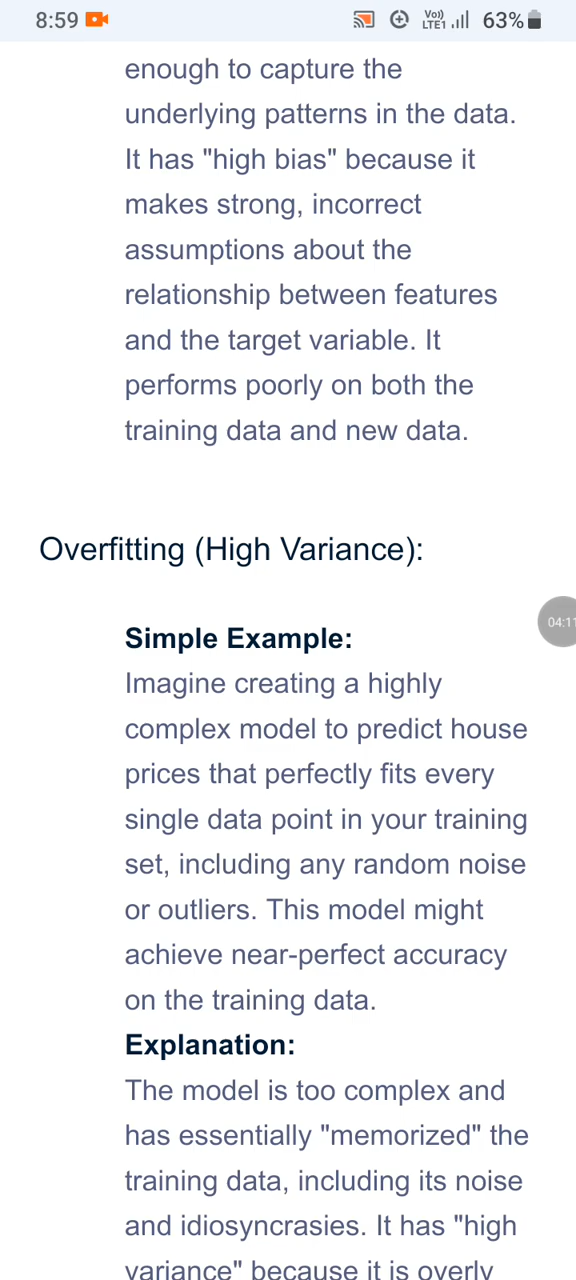 8:59
Vo)) LTE1
63%
enough to capture the
underlying patterns in the data.
It has "high bias" because it
makes strong, incorrect
assumptions about the
relationship between features
and the target variable. It
performs poorly on both the
training data and new data.
Overfitting (High Variance):
04:11
Simple Example:
Imagine creating a highly
complex model to predict house
prices that perfectly fits every
single data point in your training
set, including any random noise
or outliers. This model might
achieve near-perfect accuracy
on the training data.
Explanation:
The model is too complex and
has essentially "memorized" the
training data, including its noise
and idiosyncrasies. It has "high
variance" because it is overly